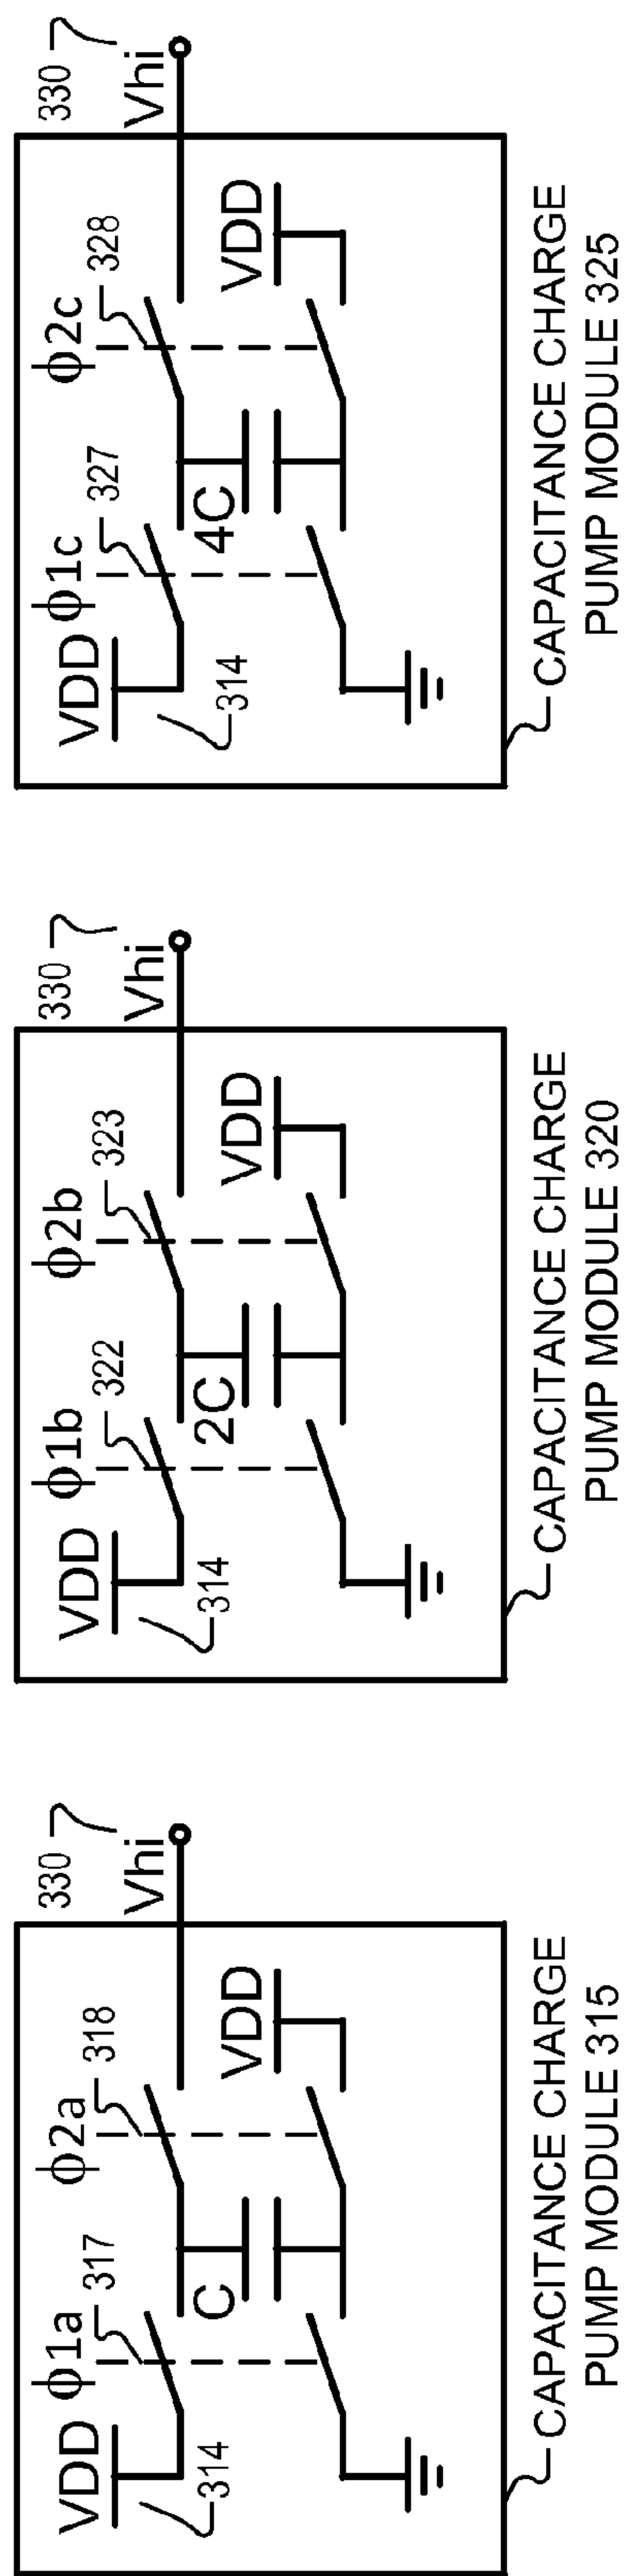 ϕ1a
317
ϕ2a
318
330
VDD
Vhi
314
C
VDD
CAPACITANCE CHARGE
PUMP MODULE 315
ϕ1b
322
ϕ2b
323
330
VDD
Vhi
314
2C
VDD
CAPACITANCE CHARGE
PUMP MODULE 320
ϕ1c
327
ϕ2c
328
330
VDD
Vhi
314
4C
VDD
CAPACITANCE CHARGE
PUMP MODULE 325